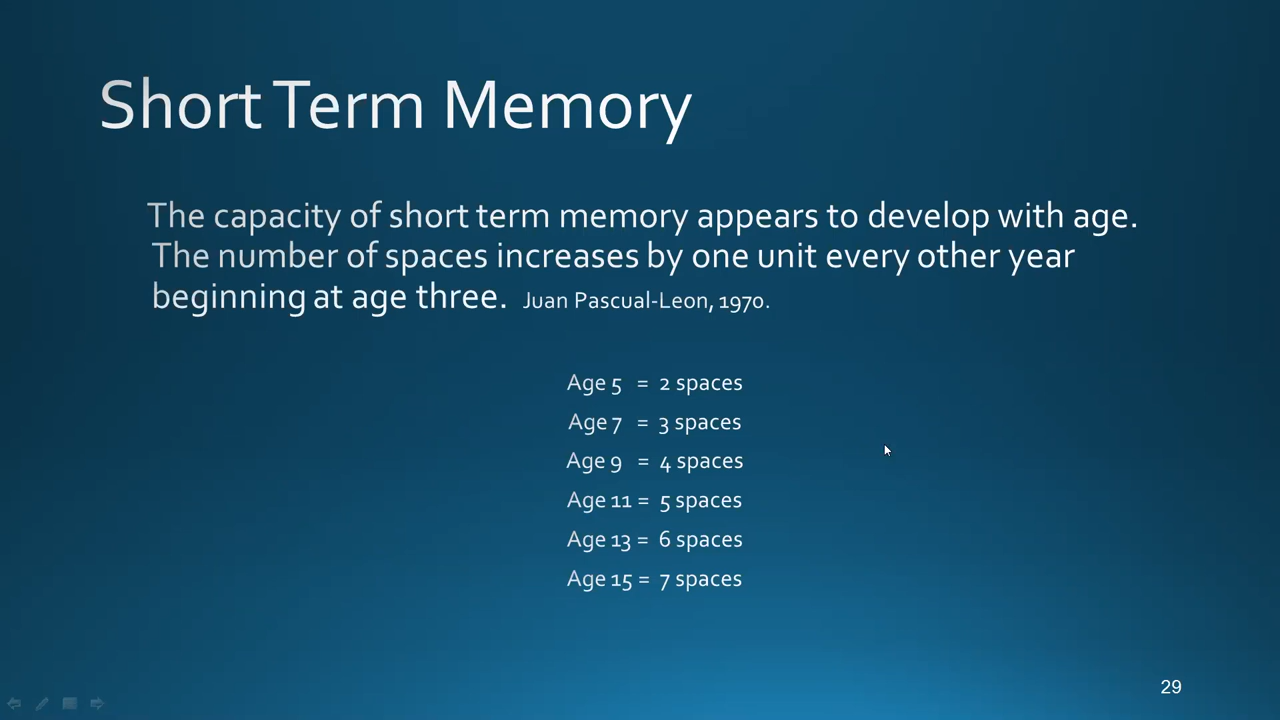 Short Term Memory
The capacity of short term memory appears to develop with age.
The number of spaces increases by one unit every other year
beginning at age three. Juan Pascual-Leon, 1970.
Age 5 = 2 spaces
Age 7 = 3 spaces
Age 9 = 4 spaces
Age 11 = 5 spaces
Age 13 = 6 spaces
Age 15 = 7 spaces
29